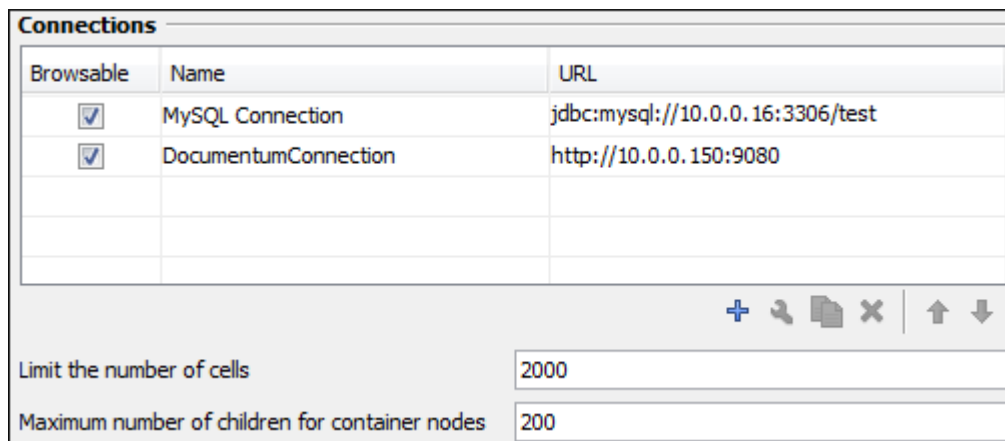 Connections
Browsable Name URL
MySQL Connection jdbc:mysql://10.0.0.16:3306/test
DocumentumConnection http://10.0.0.150:9080
Limit the number of cells 2000
Maximum number of children for container nodes 200